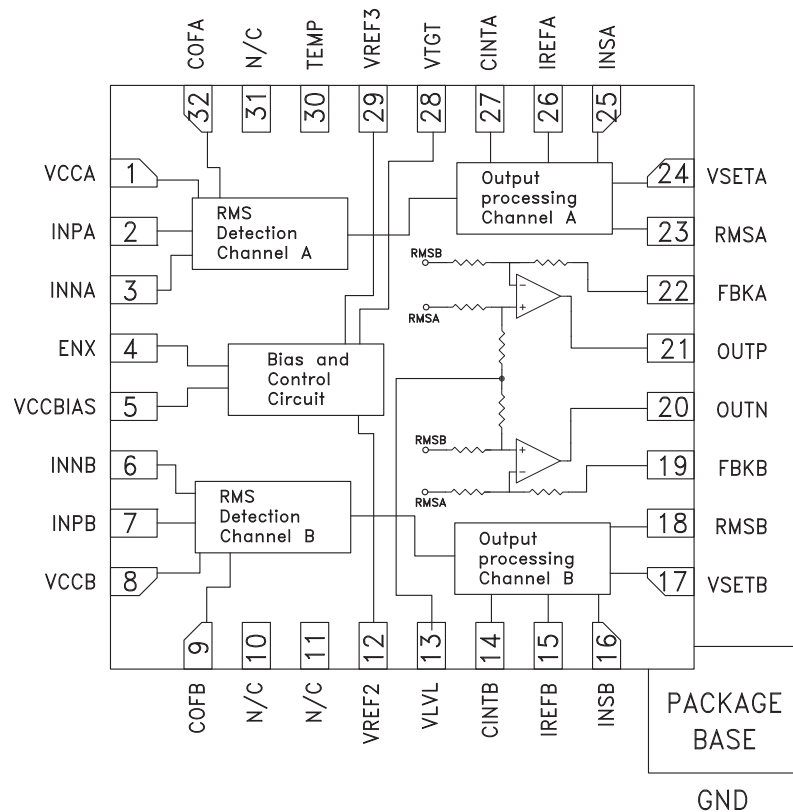 COFA
N/C
TEMP
VREF3
VTGT
CINTA
IREFA
INSA
32
31
30
29
28
27
26
25
VCCA
1
INPA
2
INNA
3
ENX
4
VCCBIAS
5
INNB
6
INPB
7
VCCB
8
RMS
Detection
Channel A
Output
processing
Channel A
Bias and
Control
Circuit
RMS
Detection
Channel B
Output
processing
Channel B
RMSB
-
RMSA
+
RMSB
+
RMSA
-
24
VSETA
23
RMSA
22
FBKA
21
OUTP
20
OUTN
19
FBKB
18
RMSB
17
VSETB
9
10
11
12
13
14
15
16
COFB
N/C
N/C
VREF2
VLVL
CINTB
IREFB
INSB
PACKAGE
BASE
GND